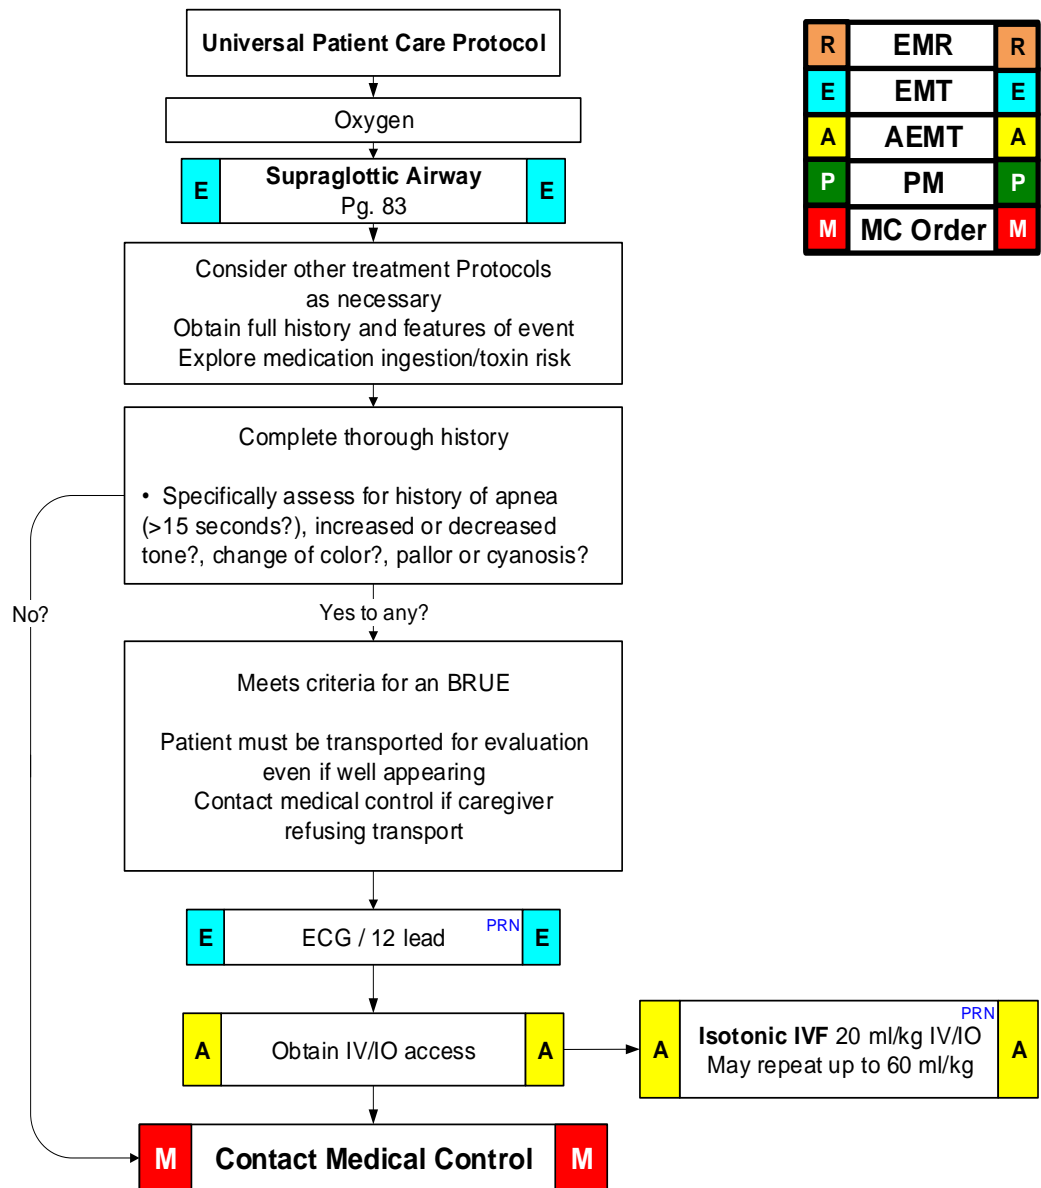 Universal Patient Care Protocol
Oxygen
E
Supraglottic Airway
Pg. 83
E
R EMR R
E EMT E
A AEMT A
P PM P
M MC Order M
Consider other treatment Protocols
as necessary
Obtain full history and features of event
Explore medication ingestion/toxin risk
Complete thorough history
• Specifically assess for history of apnea
(>15 seconds?), increased or decreased
tone?, change of color?, pallor or cyanosis?
No?
Yes to any?
Meets criteria for an BRUE
Patient must be transported for evaluation
even if well appearing
Contact medical control if caregiver
refusing transport
E ECG / 12 lead PRN E
A Obtain IV/IO access A
PRN
A Isotonic IVF 20 ml/kg IV/IO A
May repeat up to 60 ml/kg
M Contact Medical Control M